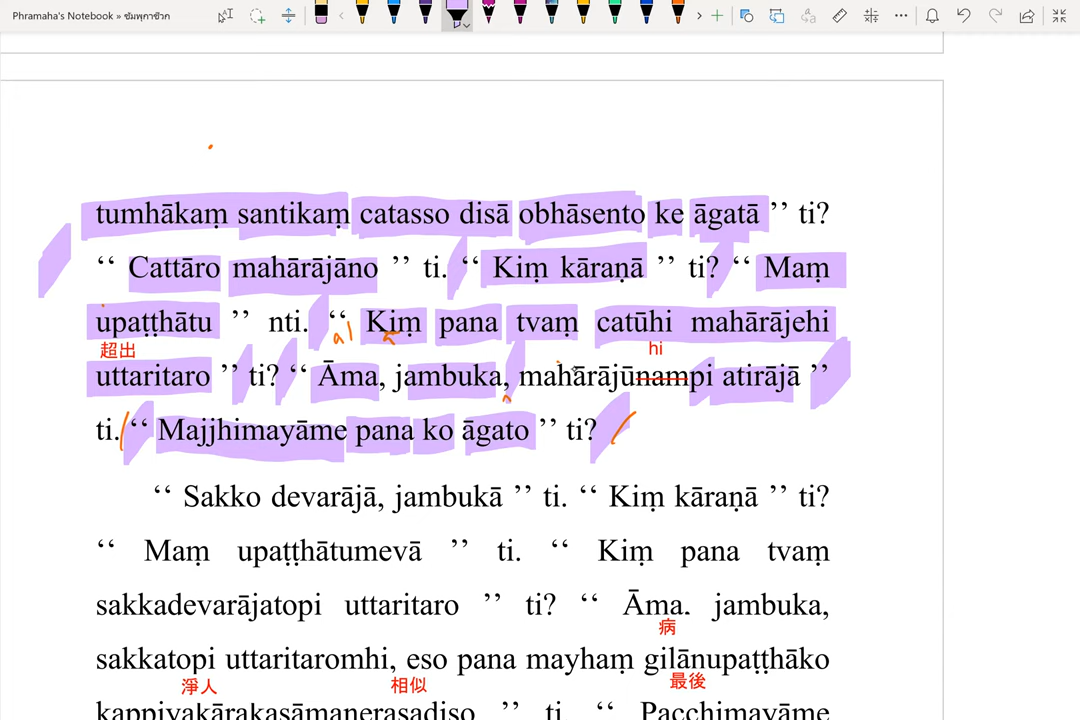 Phramaha's Notebook » ชัมพุกาชีวก
tumhākaṃ santikaṃ catasso disā obhāsento ke āgatā ’’ ti?
‘‘ Cattāro mahārājāno ’’ ti. ‘‘ Kiṃ kāraṇā ’’ ti? ‘‘ Maṃ
upaṭṭhātu ’’ nti. ‘‘ Kiṃ pana tvaṃ catūhi mahārājehi
超出
hi
uttaritaro ’’ ti? ‘‘ Āma, jambuka, mahārājūnampi atirājā ’’
ti. ‘‘ Majjhimayāme pana ko āgato ’’ ti?
‘‘ Sakko devarājā, jambukā ’’ ti. ‘‘ Kiṃ kāraṇā ’’ ti?
‘‘ Maṃ upaṭṭhātumevā ’’ ti. ‘‘ Kiṃ pana tvaṃ
sakkadevarājatopi uttaritaro ’’ ti? ‘‘ Āma, jambuka,
病
sakkatopi uttaritaromhi, eso pana mayhaṃ gilānupaṭṭhāko
淨人
相似
最後
kappiyakārakasāmaṇerasadiso ’’ ti. ‘‘ Pacchimayāme